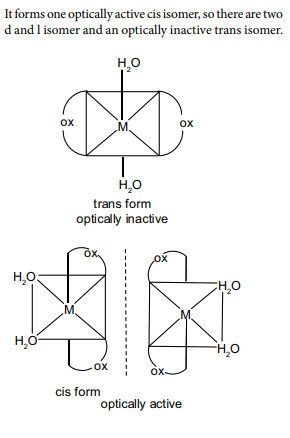 It forms one optically active cis isomer, so there are two
d and l isomer and an optically inactive trans isomer.
H₂O
ox M ox
H₂O
trans form
optically inactive
ox ox
H₂O H₂O
M M
H₂O H₂O
ox ox
cis form
optically active